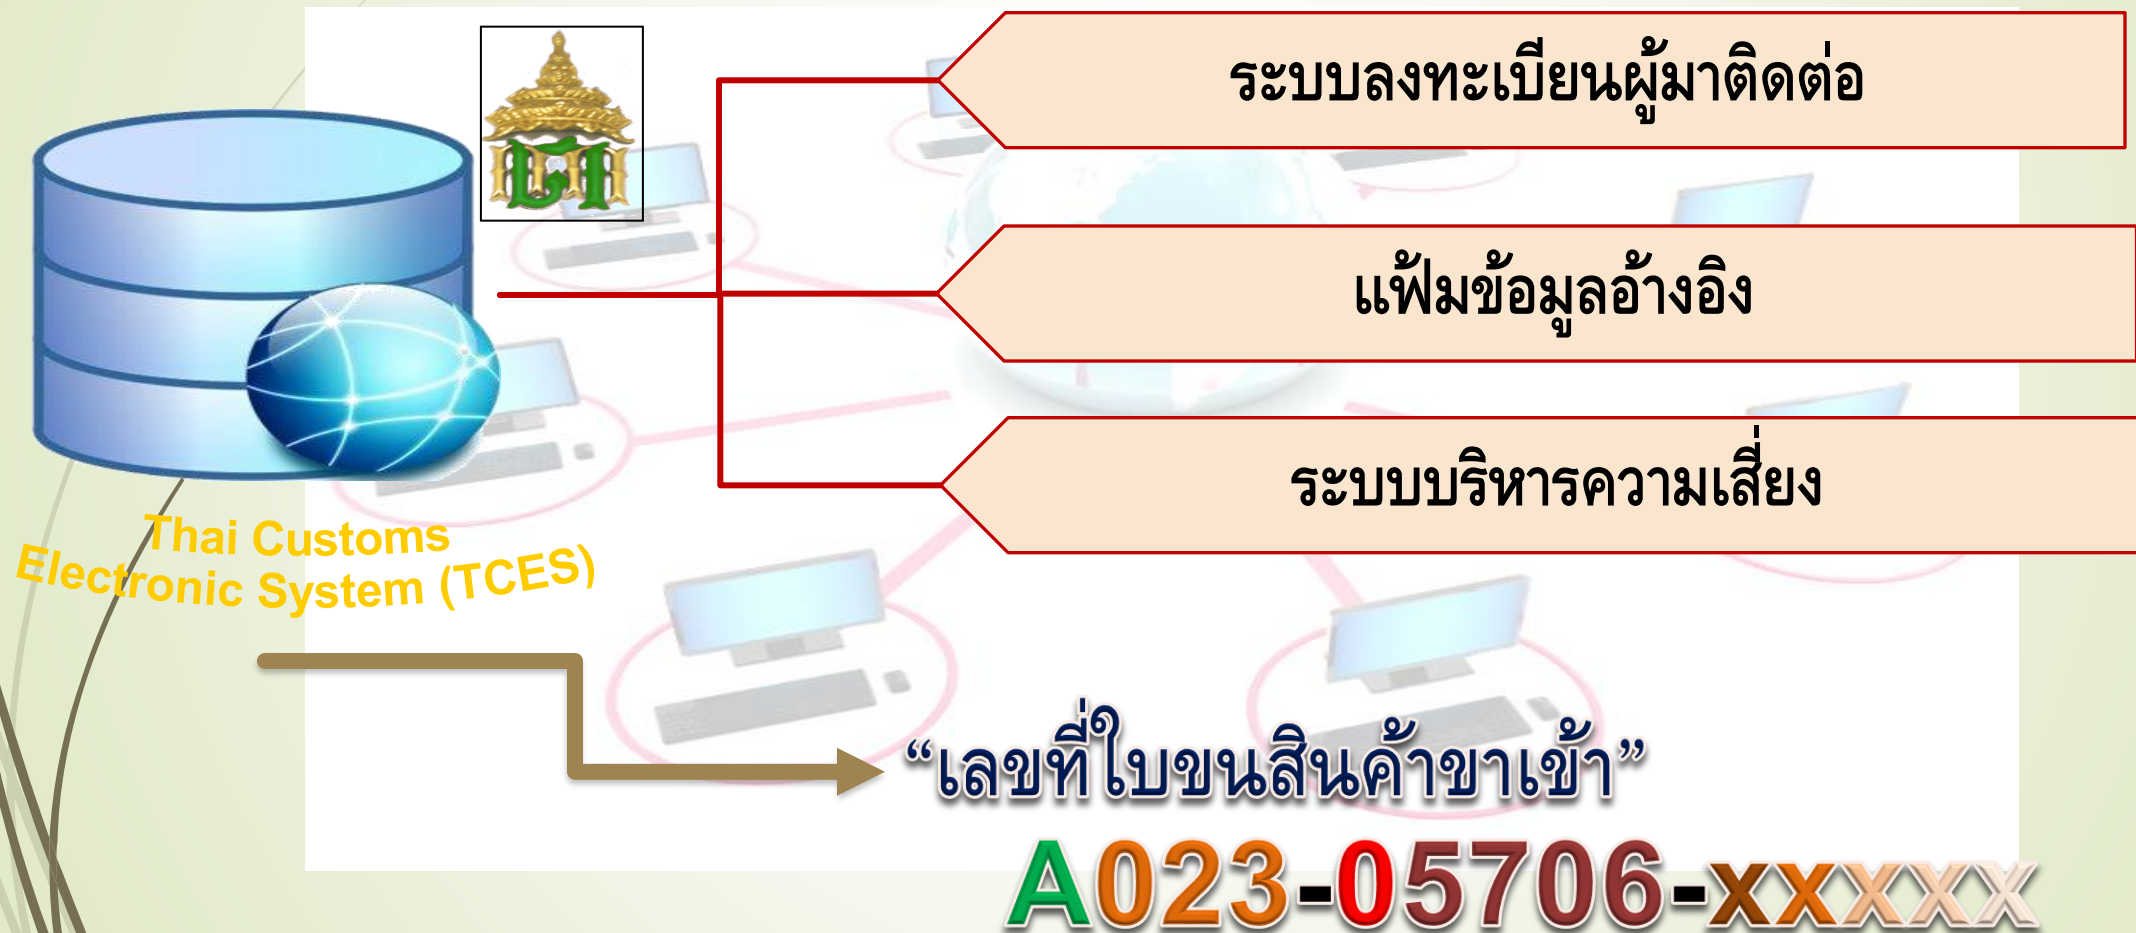 ระบบลงทะเบียนผู้มาติดต่อ
แฟ้มข้อมูลอ้างอิง
ระบบบริหารความเสี่ยง
Thai Customs
Electronic System (TCES)
“เลขที่ใบขนสินค้าขาเข้า”
A023-05706-xxxxx